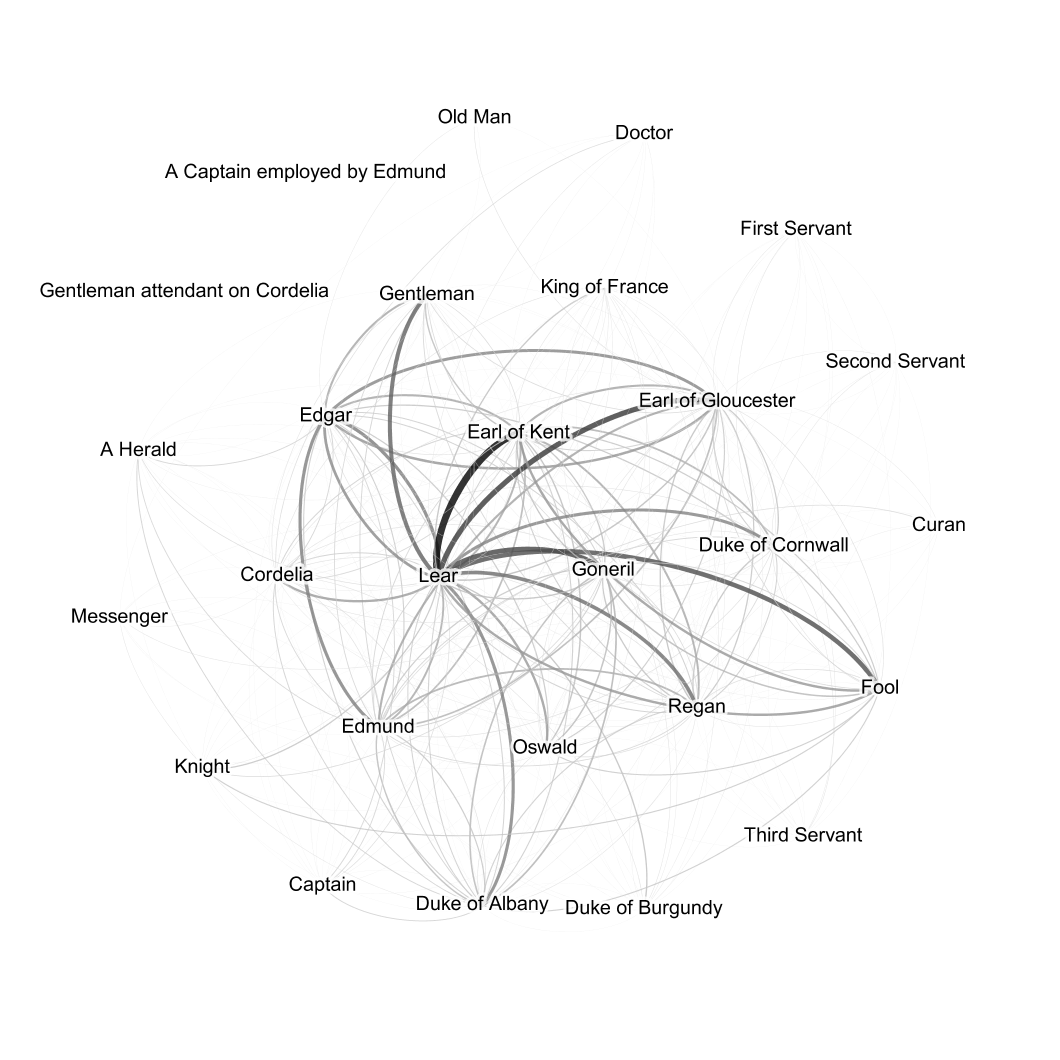 Old Man
Doctor
A Captain employed by Edmund
First Servant
King of France
Gentleman attendant on Cordelia
Gentleman
Second Servant
Earl of Gloucester
Edgar
Earl of Kent
A Herald
Curan
Duke of Cornwall
Goneril
Cordelia
Lear
Messenger
Fool
Regan
Edmund
Oswald
Knight
Third Servant
Captain
Duke of Albany
Duke of Burgundy